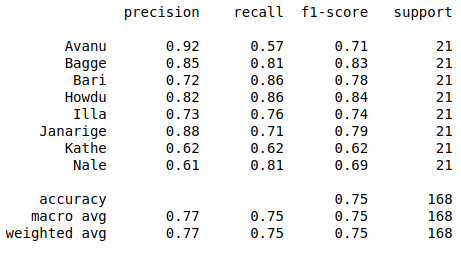 precision recall f1-score support
Avanu 0.92 0.57 0.71 21
Bagge 0.85 0.81 0.83 21
Bari 0.72 0.86 0.78 21
Howdu 0.82 0.86 0.84 21
Illa 0.73 0.76 0.74 21
Janarige 0.88 0.71 0.79 21
Kathe 0.62 0.62 0.62 21
Nale 0.61 0.81 0.69 21
accuracy 0.75 168
macro avg 0.77 0.75 0.75 168
weighted avg 0.77 0.75 0.75 168